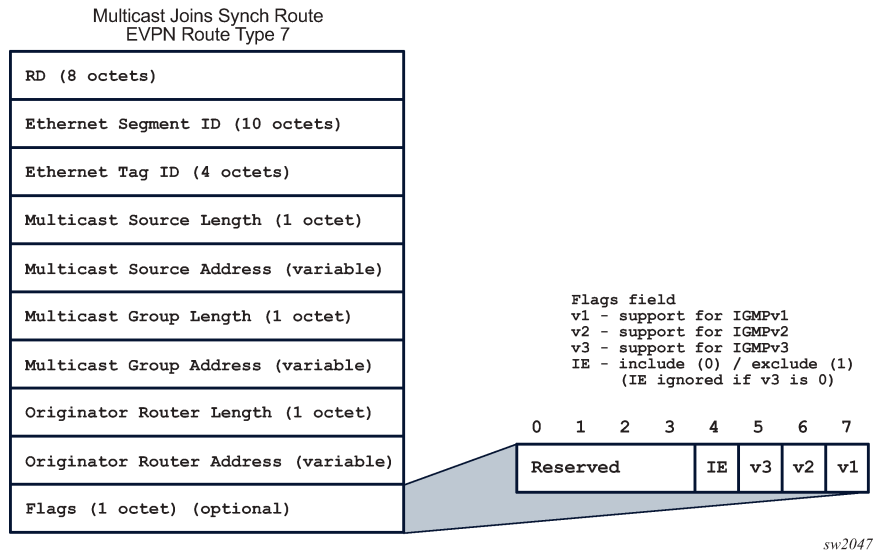 Multicast Joins Synch Route
EVPN Route Type 7
RD (8 octets)
Ethernet Segment ID (10 octets)
Ethernet Tag ID (4 octets)
Multicast Source Length (1 octet)
Multicast Source Address (variable)
Multicast Group Length (1 octet)
Multicast Group Address (variable)
Originator Router Length (1 octet)
Originator Router Address (variable)
Flags (1 octet) (optional)
Flags field
v1 - support for IGMPv1
v2 - support for IGMPv2
v3 - support for IGMPv3
IE - include (0) / exclude (1)
(IE ignored if v3 is 0)
0 1 2 3 4 5 6 7
Reserved IE v3 v2 v1
sw2047